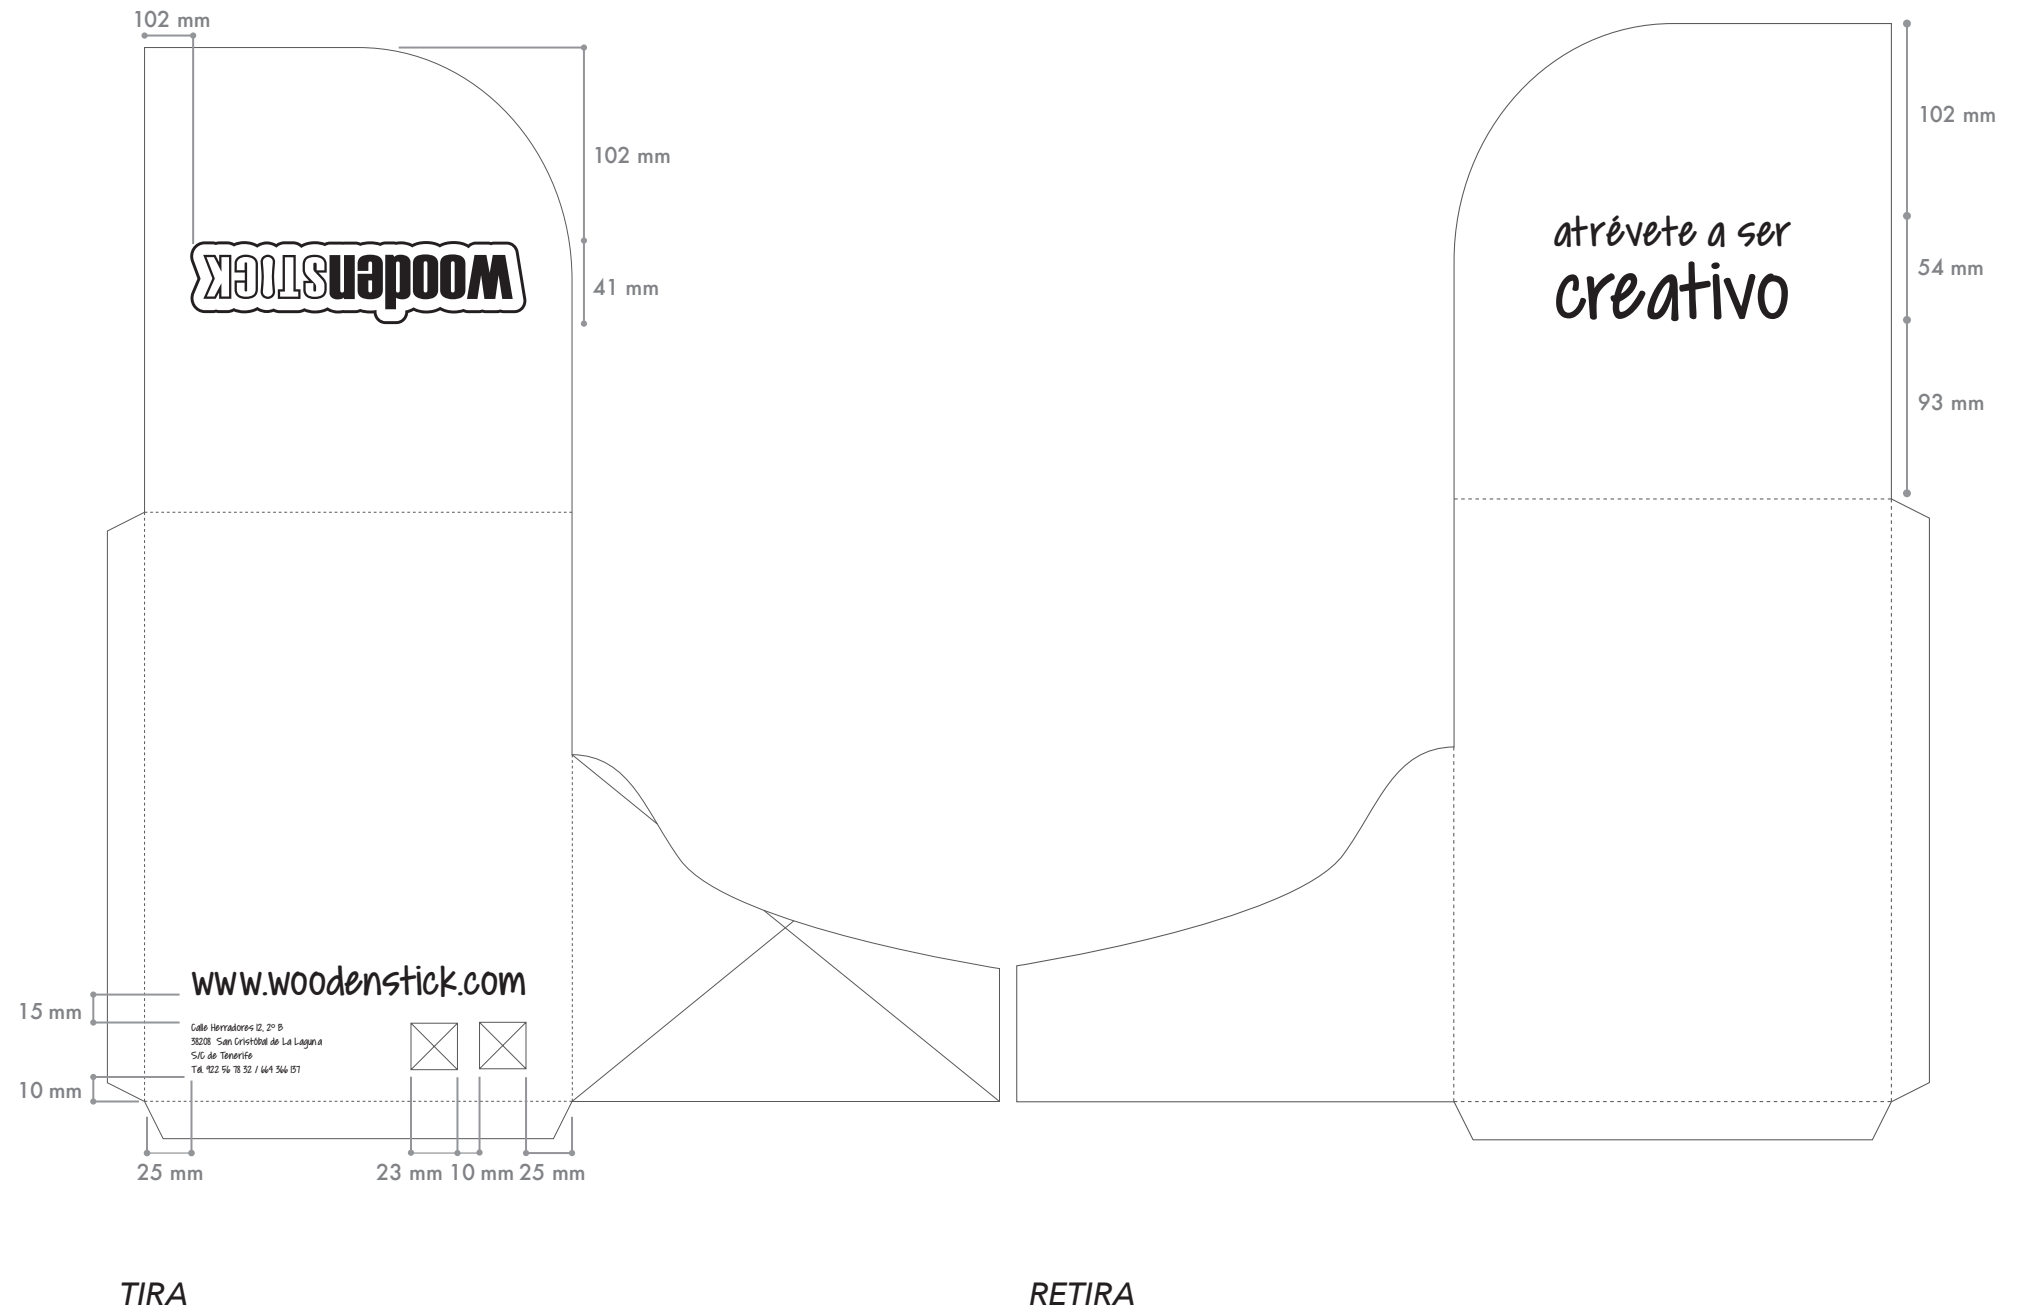 102 mm
102 mm
woodenSTICK
41 mm
www.woodenstick.com
15 mm
Calle Herradores 12, 2º B
38208 San Cristóbal de La Laguna
S/C de Tenerife
Tel. 922 56 78 32 / 664 366 137
10 mm
25 mm
23 mm
10 mm
25 mm
TIRA
102 mm
atrévete a ser
creativo
54 mm
93 mm
RETIRA